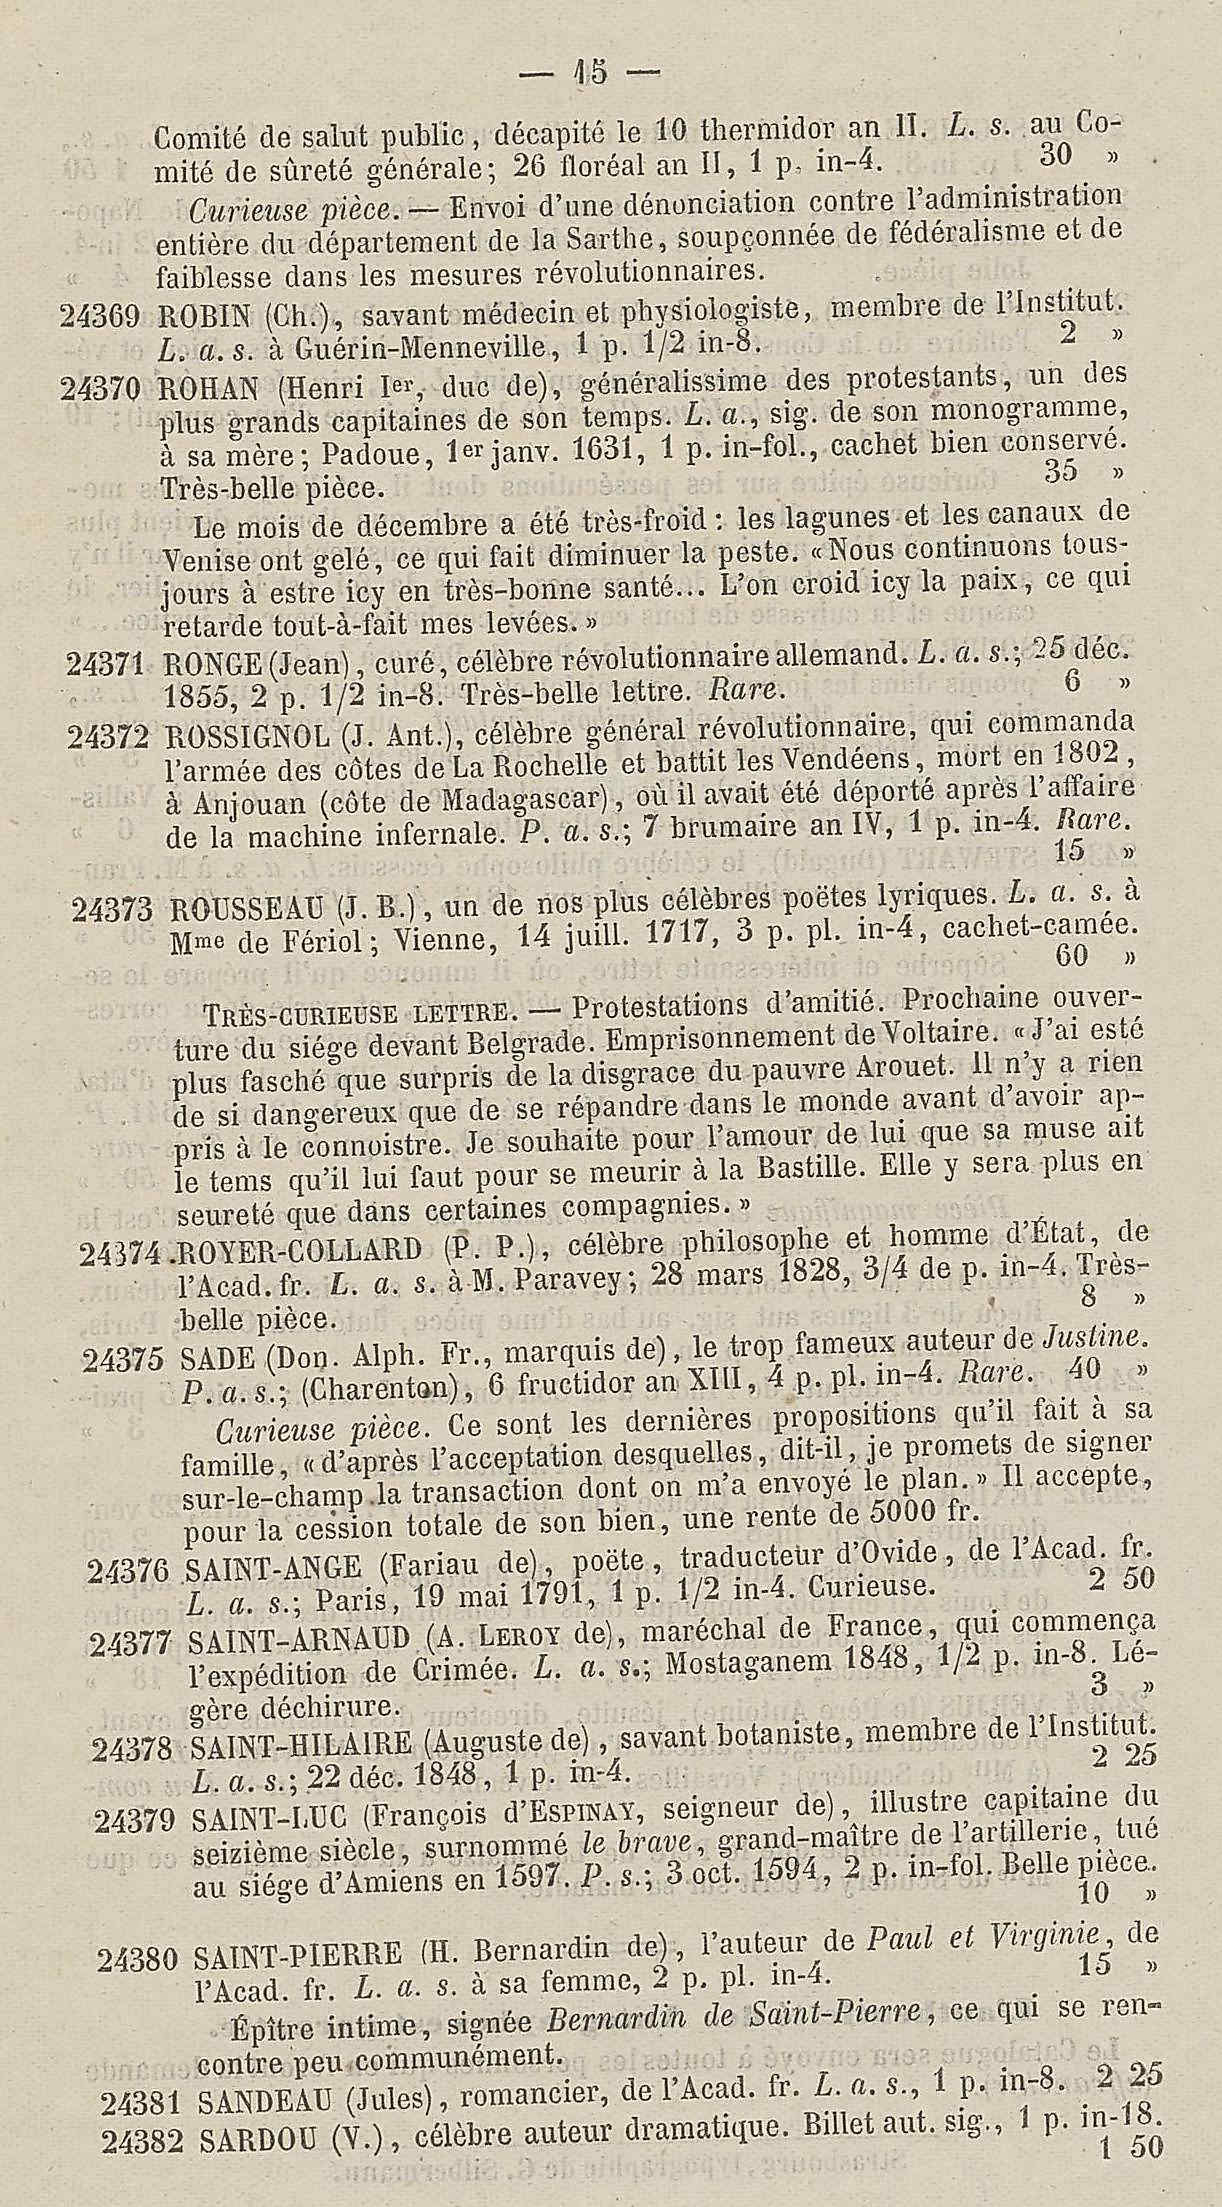 — 15 —
Comité de salut public, décapité le 10 thermidor an II. L. s. au Co-
mité de sûreté générale; 26 floréal an II, 1 p. in-4. 30 »
Curieuse pièce. — Envoi d'une dénonciation contre l'administration
entière du département de la Sarthe, soupçonnée de fédéralisme et de
faiblesse dans les mesures révolutionnaires.
24369 ROBIN (Ch.), savant médecin et physiologiste, membre de l'Institut.
L. a. s. à Guérin-Menneville, 1 p. 1/2 in-8. 2 »
24370 ROHAN (Henri Ier, duc de), généralissime des protestants, un des
plus grands capitaines de son temps. L. a., sig. de son monogramme,
à sa mère; Padoue, 1er janv. 1631, 1 p. in-fol., cachet bien conservé.
Très-belle pièce. 35 »
Le mois de décembre a été très-froid: les lagunes et les canaux de
Venise ont gelé, ce qui fait diminuer la peste. «Nous continuons tous-
jours à estre icy en très-bonne santé... L'on croid icy la paix, ce qui
retarde tout-à-fait mes levées.»
24371 RONGE (Jean), curé, célèbre révolutionnaire allemand. L. a. s.; 25 déc.
1855, 2 p. 1/2 in-8. Très-belle lettre. Rare. 6 »
24372 ROSSIGNOL (J. Ant.), célèbre général révolutionnaire, qui commanda
l'armée des côtes de La Rochelle et battit les Vendéens, mort en 1802,
à Anjouan (côte de Madagascar), où il avait été déporté après l'affaire
de la machine infernale. P. a. s.; 7 brumaire an IV, 1 p. in-4. Rare.
15 »
24373 ROUSSEAU (J. B.), un de nos plus célèbres poëtes lyriques. L. a. s. à
Mme de Fériol; Vienne, 14 juill. 1717, 3 p. pl. in-4, cachet-camée.
60 »
TRÈS-CURIEUSE LETTRE. — Protestations d'amitié. Prochaine ouver-
ture du siége devant Belgrade. Emprisonnement de Voltaire. «J'ai esté
plus fasché que surpris de la disgrace du pauvre Arouet. Il n'y a rien
de si dangereux que de se répandre dans le monde avant d'avoir ap-
pris à le connoistre. Je souhaite pour l'amour de lui que sa muse ait
le tems qu'il lui faut pour se meurir à la Bastille. Elle y sera plus en
seureté que dans certaines compagnies.»
24374 ROYER-COLLARD (P. P.), célèbre philosophe et homme d'État, de
l'Acad. fr. L. a. s. à M. Paravey; 28 mars 1828, 3/4 de p. in-4. Très-
belle pièce. 8 »
24375 SADE (Don. Alph. Fr., marquis de), le trop fameux auteur de Justine.
P. a. s.; (Charenton), 6 fructidor an XIII, 4 p. pl. in-4. Rare. 40 »
Curieuse pièce. Ce sont les dernières propositions qu'il fait à sa
famille, «d'après l'acceptation desquelles, dit-il, je promets de signer
sur-le-champ la transaction dont on m'a envoyé le plan.» Il accepte,
pour la cession totale de son bien, une rente de 5000 fr.
24376 SAINT-ANGE (Fariau de), poëte, traducteur d'Ovide, de l'Acad. fr.
L. a. s.; Paris, 19 mai 1791, 1 p. 1/2 in-4. Curieuse. 2 50
24377 SAINT-ARNAUD (A. LEROY de), maréchal de France, qui commença
l'expédition de Crimée. L. a. s.; Mostaganem 1848, 1/2 p. in-8. Lé-
gère déchirure. 3 »
24378 SAINT-HILAIRE (Auguste de), savant botaniste, membre de l'Institut.
L. a. s.; 22 déc. 1848, 1 p. in-4. 2 25
24379 SAINT-LUC (François d'ESPINAY, seigneur de), illustre capitaine du
seizième siècle, surnommé le brave, grand-maître de l'artillerie, tué
au siége d'Amiens en 1597. P. s.; 3 oct. 1594, 2 p. in-fol. Belle pièce.
10 »
24380 SAINT-PIERRE (H. Bernardin de), l'auteur de Paul et Virginie, de
l'Acad. fr. L. a. s. à sa femme, 2 p. pl. in-4. 15 »
Épître intime, signée Bernardin de Saint-Pierre, ce qui se ren-
contre peu communément.
24381 SANDEAU (Jules), romancier, de l'Acad. fr. L. a. s., 1 p. in-8. 2 25
24382 SARDOU (V.), célèbre auteur dramatique. Billet aut. sig., 1 p. in-18.
1 50